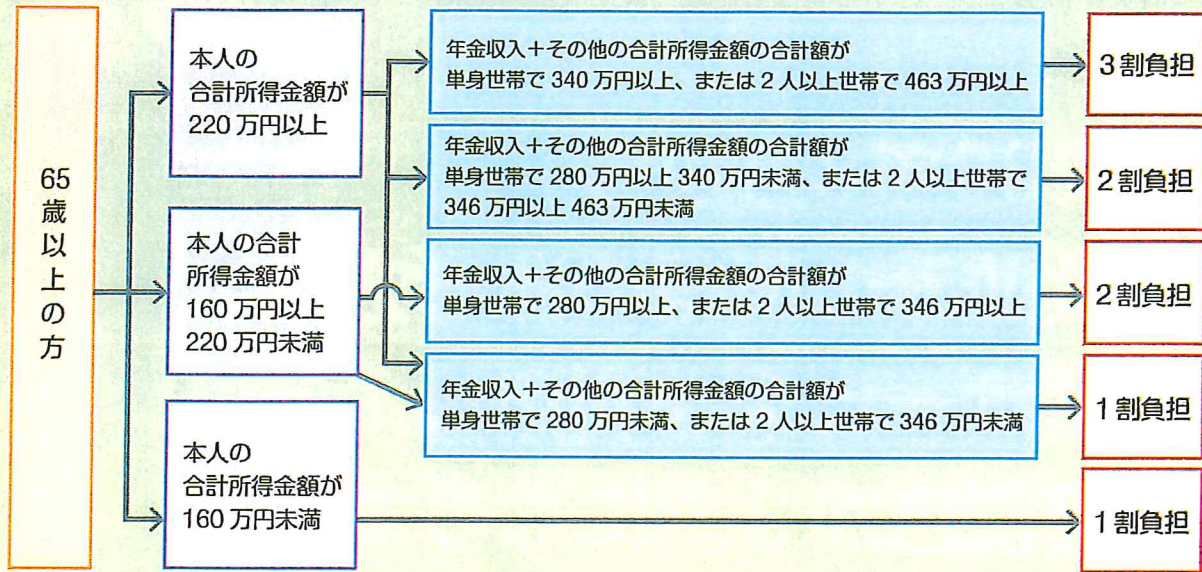 65歳以上の方
本人の
合計所得金額が
220万円以上
年金収入+その他の合計所得金額の合計額が
単身世帯で340万円以上、または2人以上世帯で463万円以上
3割負担
年金収入+その他の合計所得金額の合計額が
単身世帯で280万円以上340万円未満、または2人以上世帯で
346万円以上463万円未満
2割負担
本人の合計
所得金額が
160万円以上
220万円未満
年金収入+その他の合計所得金額の合計額が
単身世帯で280万円以上、または2人以上世帯で346万円以上
2割負担
年金収入+その他の合計所得金額の合計額が
単身世帯で280万円未満、または2人以上世帯で346万円未満
1割負担
本人の
合計所得金額が
160万円未満
1割負担